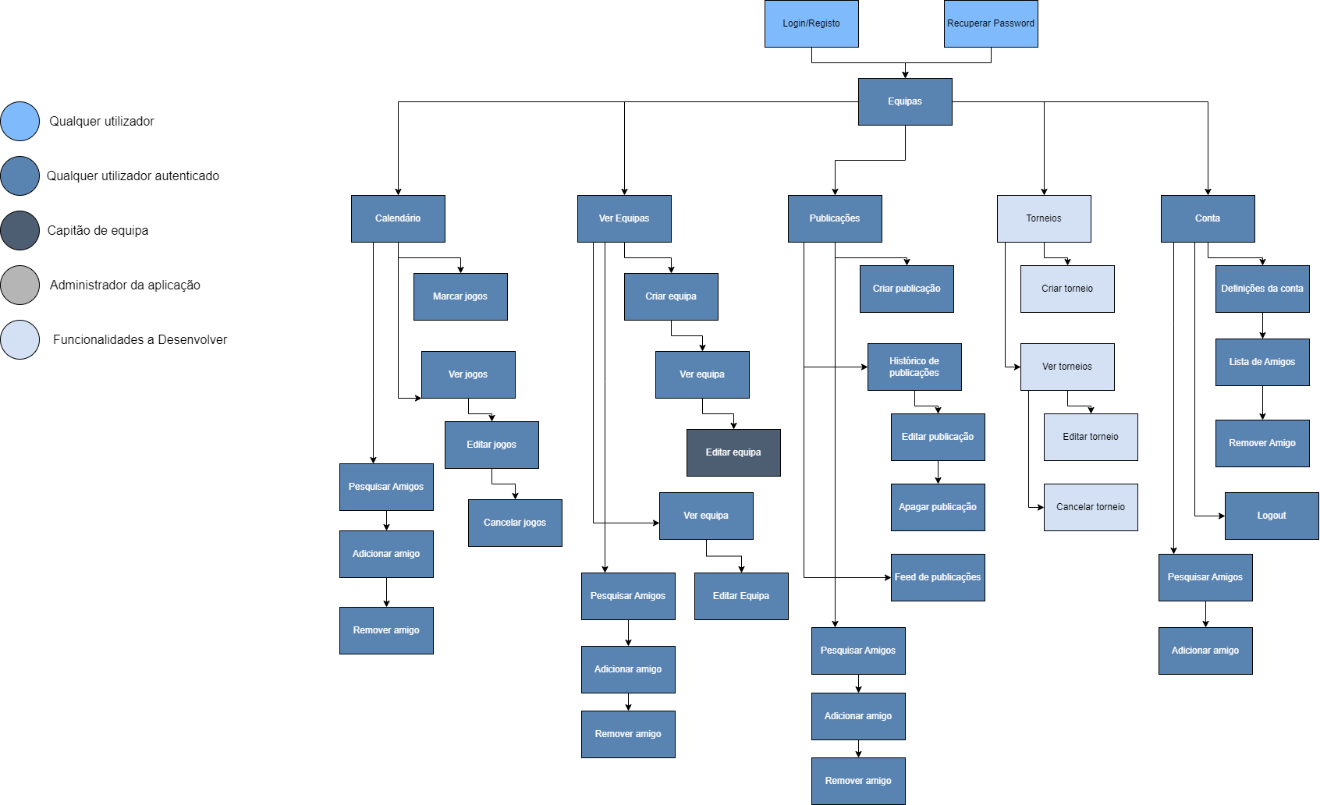 Login/Registo
Recuperar Password
Equipas
Qualquer utilizador
Qualquer utilizador autenticado
Capitão de equipa
Administrador da aplicação
Funcionalidades a Desenvolver
Calendário
Marcar jogos
Ver jogos
Editar jogos
Cancelar jogos
Pesquisar Amigos
Adicionar amigo
Remover amigo
Ver Equipas
Criar equipa
Ver equipa
Editar equipa
Ver equipa
Editar Equipa
Pesquisar Amigos
Adicionar amigo
Remover amigo
Publicações
Criar publicação
Histórico de
publicações
Editar publicação
Apagar publicação
Feed de publicações
Pesquisar Amigos
Adicionar amigo
Remover amigo
Torneios
Criar torneio
Ver torneios
Editar torneio
Cancelar torneio
Conta
Definições da conta
Lista de Amigos
Remover Amigo
Logout
Pesquisar Amigos
Adicionar amigo